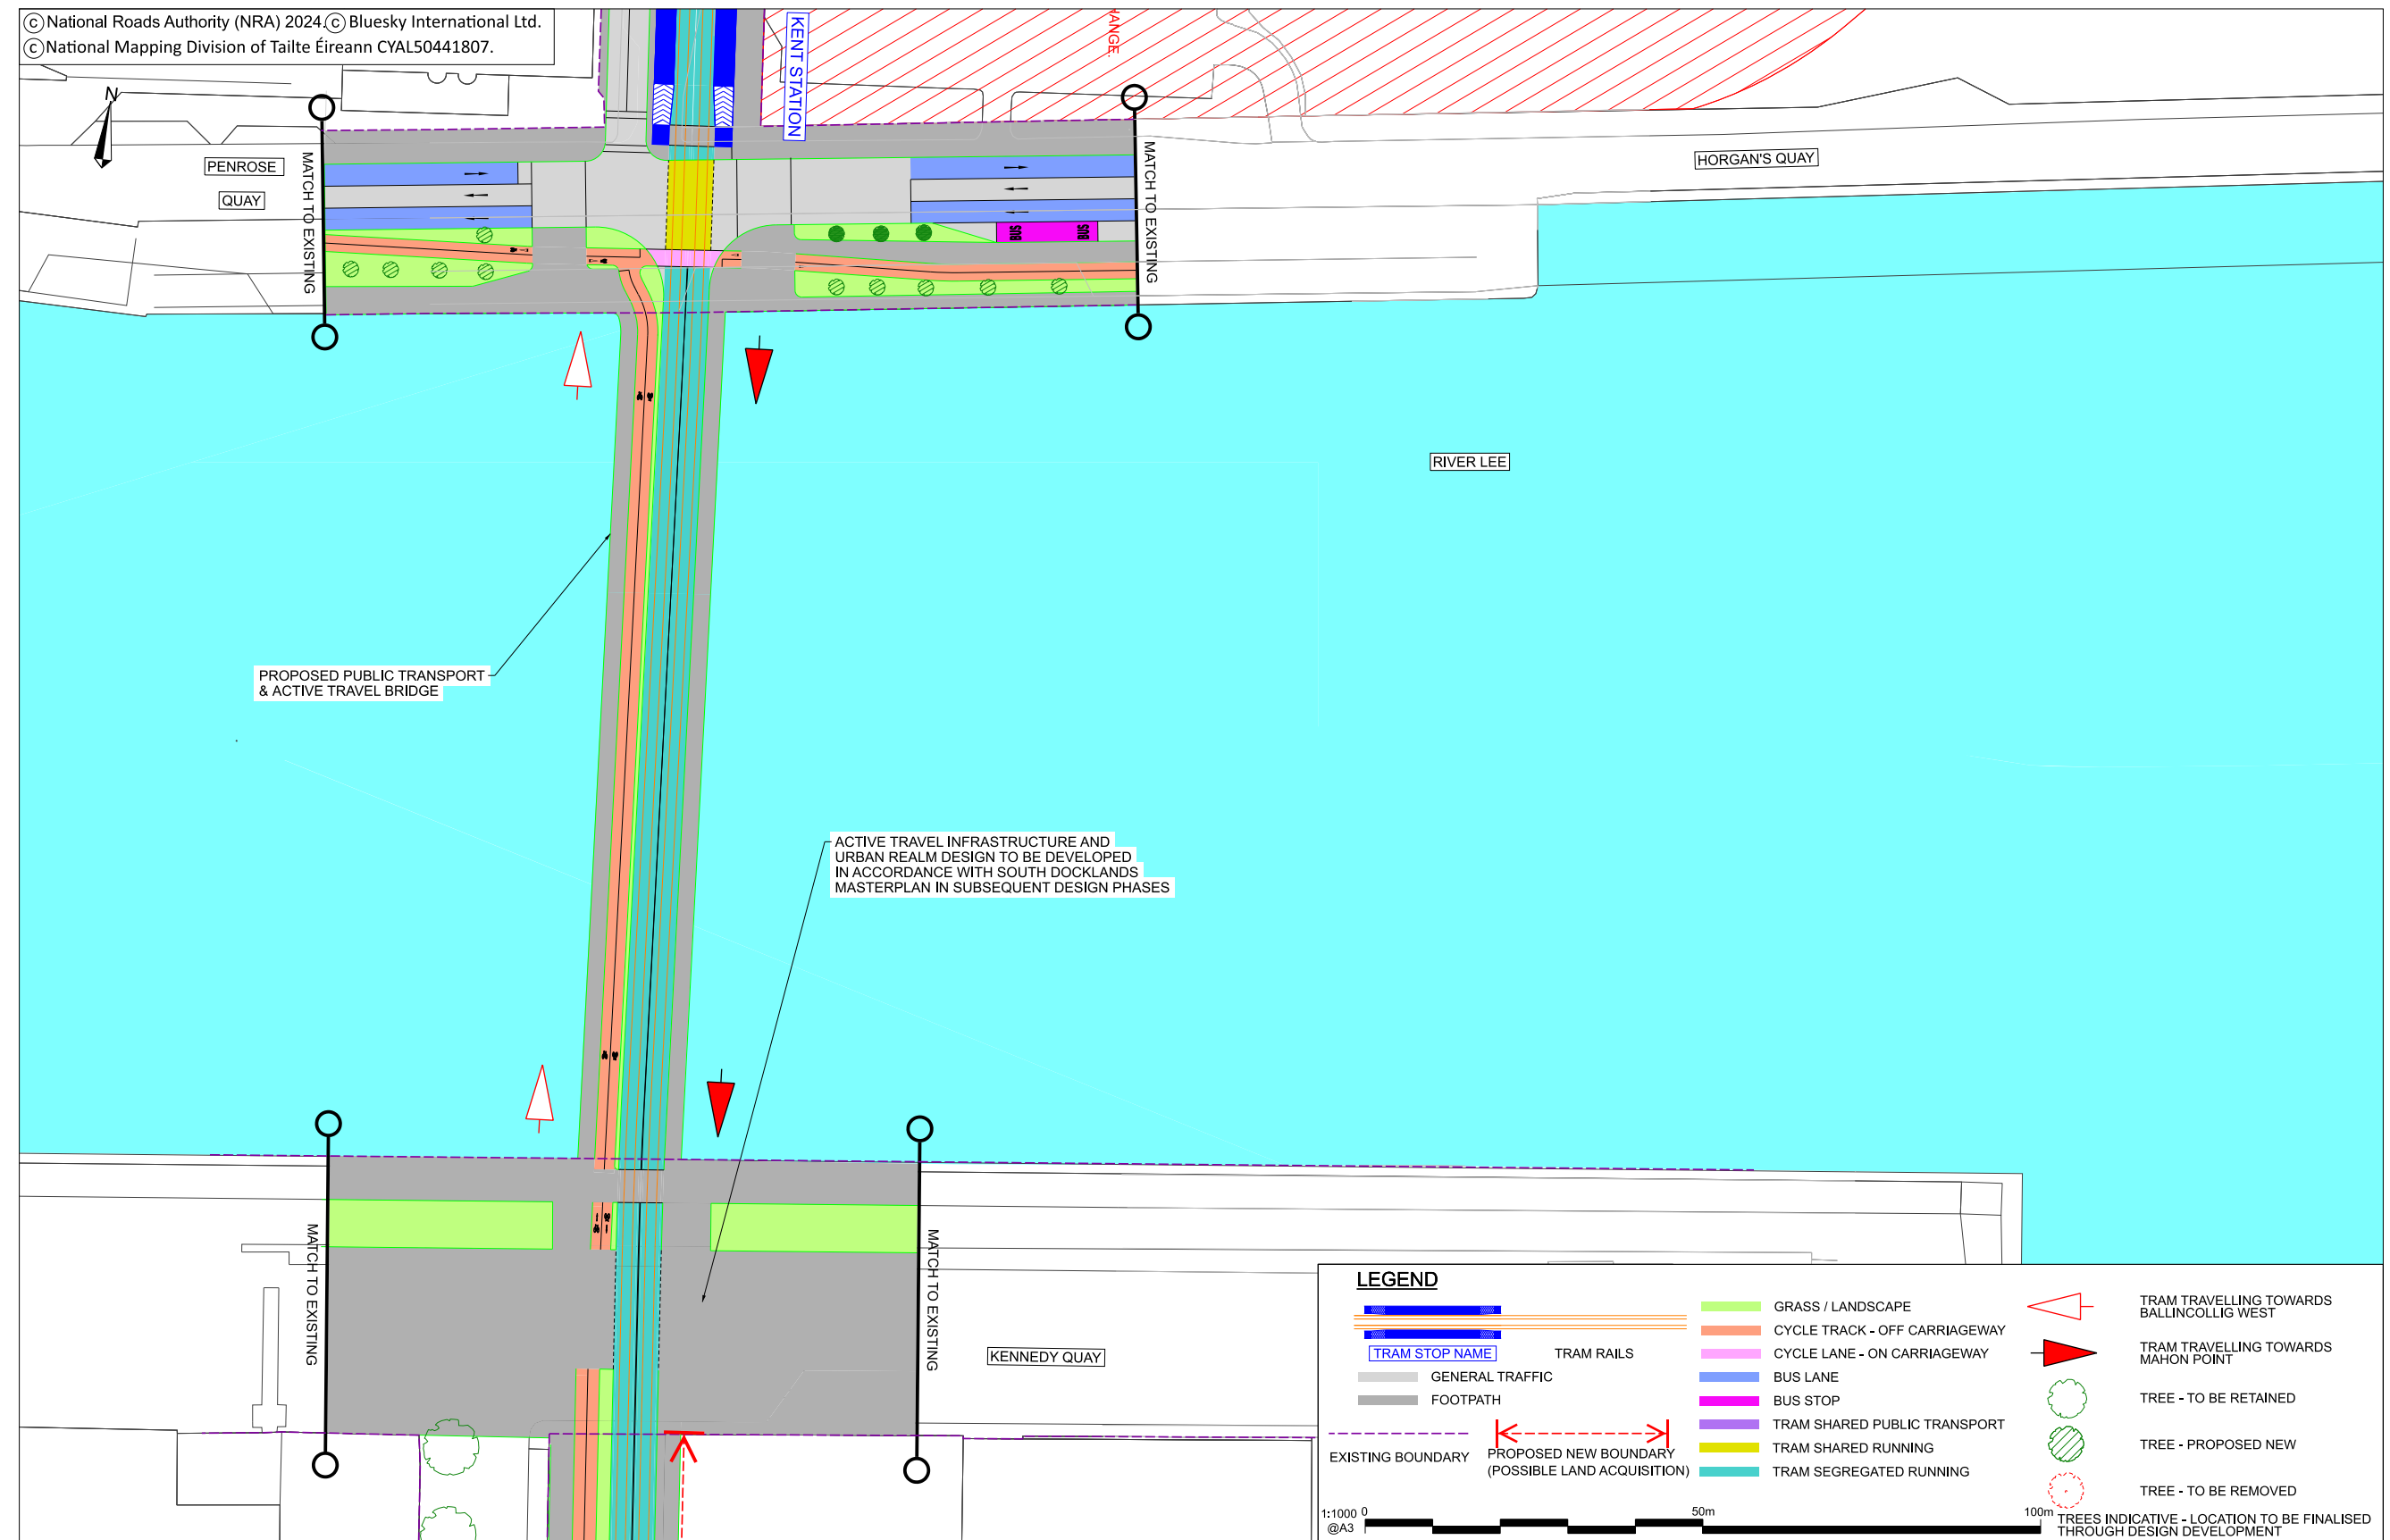 © National Roads Authority (NRA) 2024. © Bluesky International Ltd.
© National Mapping Division of Tailte Éireann CYAL50441807.
N
KENT STATION
HANGE.
PENROSE
QUAY
MATCH TO EXISTING
MATCH TO EXISTING
HORGAN'S QUAY
BUS
BUS
RIVER LEE
PROPOSED PUBLIC TRANSPORT
& ACTIVE TRAVEL BRIDGE
ACTIVE TRAVEL INFRASTRUCTURE AND
URBAN REALM DESIGN TO BE DEVELOPED
IN ACCORDANCE WITH SOUTH DOCKLANDS
MASTERPLAN IN SUBSEQUENT DESIGN PHASES
MATCH TO EXISTING
MATCH TO EXISTING
KENNEDY QUAY
LEGEND
TRAM STOP NAME
TRAM RAILS
GENERAL TRAFFIC
FOOTPATH
EXISTING BOUNDARY
PROPOSED NEW BOUNDARY
(POSSIBLE LAND ACQUISITION)
GRASS / LANDSCAPE
CYCLE TRACK - OFF CARRIAGEWAY
CYCLE LANE - ON CARRIAGEWAY
BUS LANE
BUS STOP
TRAM SHARED PUBLIC TRANSPORT
TRAM SHARED RUNNING
TRAM SEGREGATED RUNNING
TRAM TRAVELLING TOWARDS
BALLINCOLLIG WEST
TRAM TRAVELLING TOWARDS
MAHON POINT
TREE - TO BE RETAINED
TREE - PROPOSED NEW
TREE - TO BE REMOVED
TREES INDICATIVE - LOCATION TO BE FINALISED
THROUGH DESIGN DEVELOPMENT
1:1000
@A3
0
50m
100m